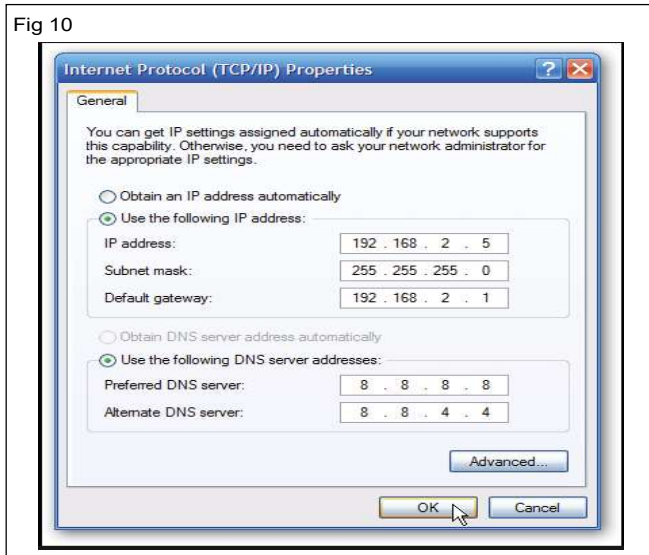 Fig 10
Internet Protocol (TCP/IP) Properties
General
You can get IP settings assigned automatically if your network supports
this capability. Otherwise, you need to ask your network administrator for
the appropriate IP settings.
Obtain an IP address automatically
Use the following IP address:
IP address: 192 . 168 . 2 . 5
Subnet mask: 255 . 255 . 255 . 0
Default gateway: 192 . 168 . 2 . 1
Obtain DNS server address automatically
Use the following DNS server addresses:
Preferred DNS server: 8 . 8 . 8 . 8
Alternate DNS server: 8 . 8 . 4 . 4
Advanced...
OK Cancel